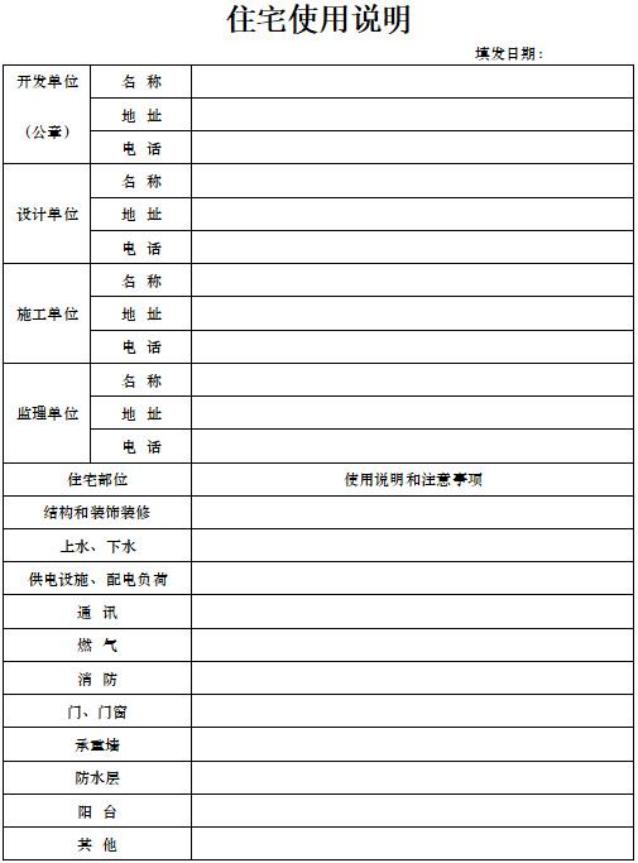 住宅使用说明
填发日期：
开发单位
（公章）
名 称
地 址
电 话
设计单位
名 称
地 址
电 话
施工单位
名 称
地 址
电 话
监理单位
名 称
地 址
电 话
住宅部位 使用说明和注意事项
结构和装饰装修
上水、下水
供电设施、配电负荷
通 讯
燃 气
消 防
门、门窗
承重墙
防水层
阳 台
其 他